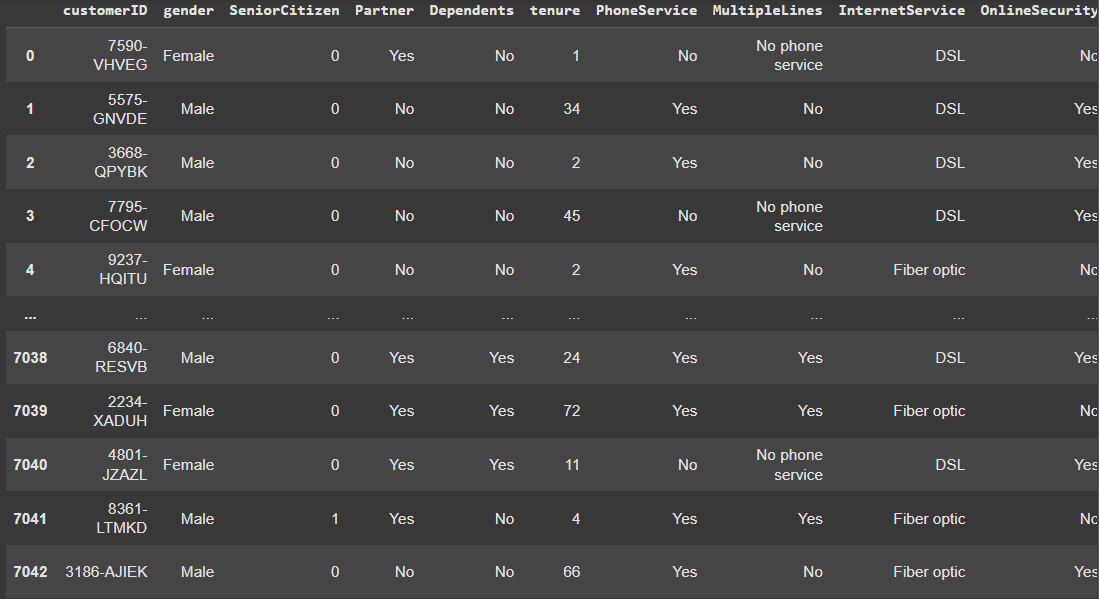 customerID gender SeniorCitizen Partner Dependents tenure PhoneService MultipleLines InternetService OnlineSecurity
0 7590-VHVEG Female 0 Yes No 1 No No phone service DSL No
1 5575-GNVDE Male 0 No No 34 Yes No DSL Yes
2 3668-QPYBK Male 0 No No 2 Yes No DSL Yes
3 7795-CFOCW Male 0 No No 45 No No phone service DSL Yes
4 9237-HQITU Female 0 No No 2 Yes No Fiber optic No
... ... ... ... ... ... ... ... ... ... ...
7038 6840-RESVB Male 0 Yes Yes 24 Yes Yes DSL Yes
7039 2234-XADUH Female 0 Yes Yes 72 Yes Yes Fiber optic No
7040 4801-JZAZL Female 0 Yes Yes 11 No No phone service DSL Yes
7041 8361-LTMKD Male 1 Yes No 4 Yes Yes Fiber optic No
7042 3186-AJIEK Male 0 No No 66 Yes No Fiber optic Yes